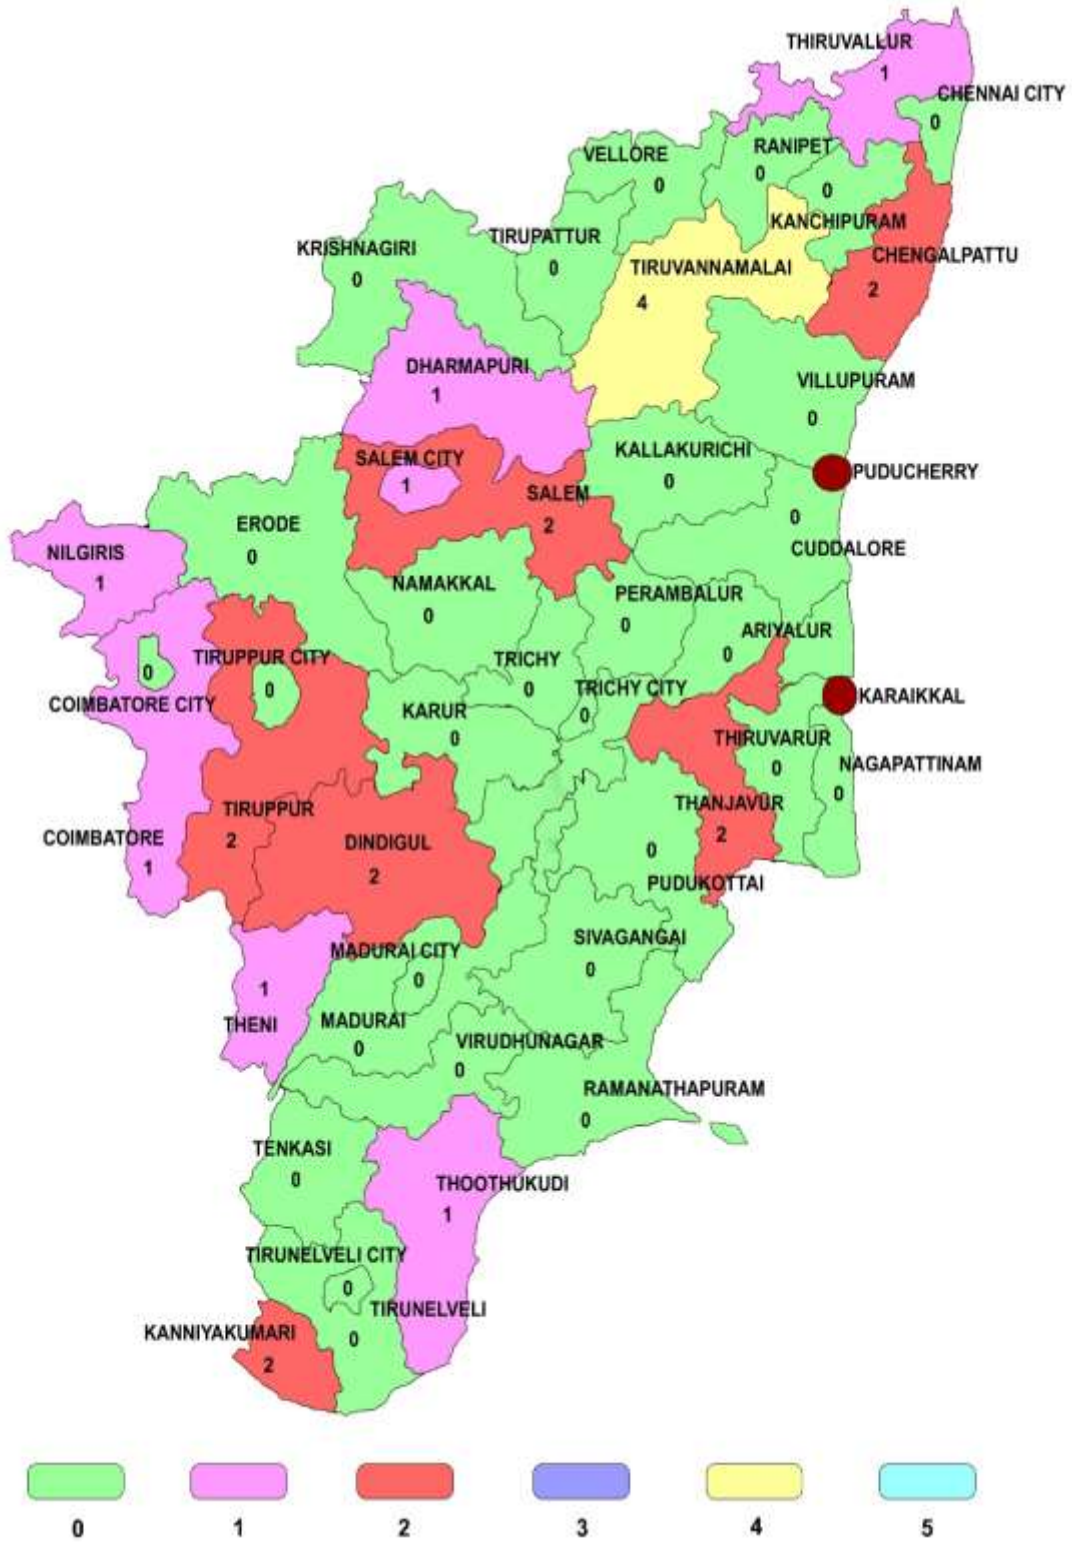 THIRUVALLUR
1
CHENNAI CITY
0
RANIPET
0
VELLORE
0
0
KANCHIPURAM
TIRUPATTUR
0
KRISHNAGIRI
0
CHENGALPATTU
2
TIRUVANNAMALAI
4
DHARMAPURI
1
VILLUPURAM
0
KALLAKURICHI
0
SALEM CITY
1
PUDUCHERRY
SALEM
2
0
CUDDALORE
ERODE
0
NILGIRIS
1
NAMAKKAL
0
PERAMBALUR
0
ARIYALUR
0
TIRUPPUR CITY
0
TRICHY
0
0
COIMBATORE CITY
TRICHY CITY
0
KARAIKKAL
KARUR
0
THIRUVARUR
0
NAGAPATTINAM
0
THANJAVUR
2
TIRUPPUR
2
COIMBATORE
1
DINDIGUL
2
0
PUDUKOTTAI
SIVAGANGAI
0
MADURAI CITY
0
1
THENI
MADURAI
0
VIRUDHUNAGAR
0
RAMANATHAPURAM
0
TENKASI
0
THOOTHUKUDI
1
TIRUNELVELI CITY
0
TIRUNELVELI
0
KANNIYAKUMARI
2
0 1 2 3 4 5